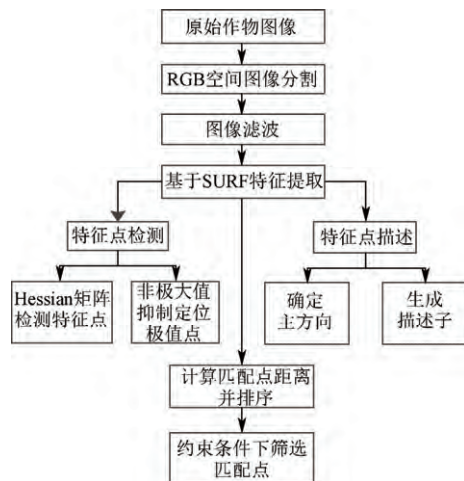 原始作物图像
RGB空间图像分割
图像滤波
基于SURF特征提取
特征点检测
特征点描述
Hessian矩阵
检测特征点
非极大值
抑制定位
极值点
确定
主方向
生成
描述子
计算匹配点距离
并排序
约束条件下筛选
匹配点